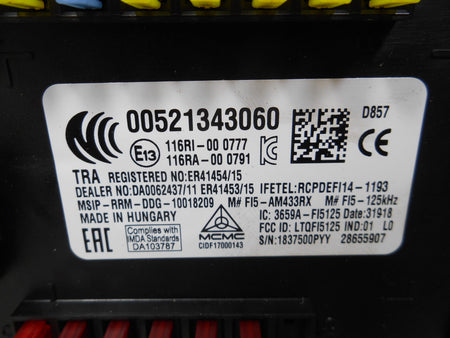 00521343060
D857
E13
116RI-00 0777
116RA-00 0791
TRA REGISTERED NO:ER41454/15
DEALER NO:DA0062437/11 ER41453/15 IFETEL:RCPDEFI14-1193
MSIP-RRM-DDG-10018209 M# FI5-AM433RX M# FI5-125kHz
MADE IN HUNGARY IC: 3659A-FI5125 Date:31918
FCC ID: LTQFI5125 IND:01 L0
S/N:1837500PYY 28655907
EAC
Complies with
IMDA Standards
DA103787
MCMC
CIDF17000143
CE